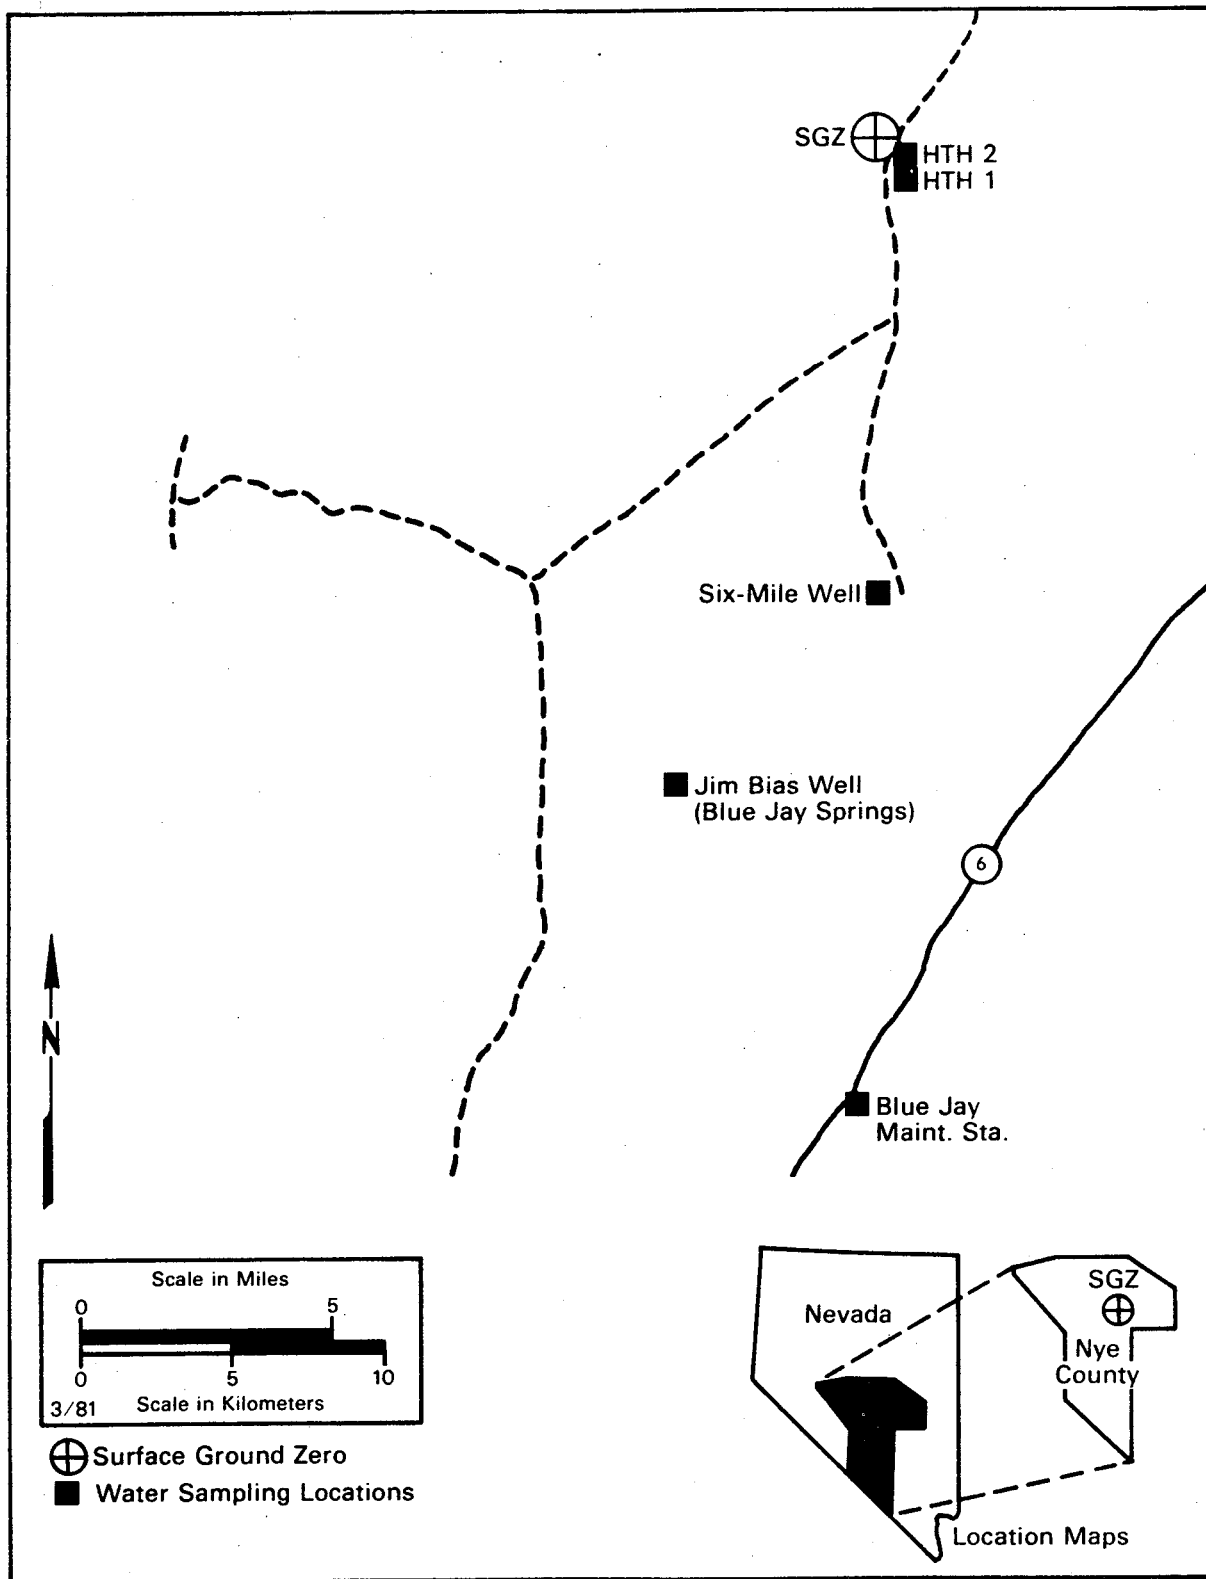 SGZ
HTH 2
HTH 1
Six-Mile Well
Jim Bias Well
(Blue Jay Springs)
6
N
Blue Jay
Maint. Sta.
Scale in Miles
0 5
0 5 10
3/81 Scale in Kilometers
Surface Ground Zero
Water Sampling Locations
Nevada
SGZ
Nye
County
Location Maps